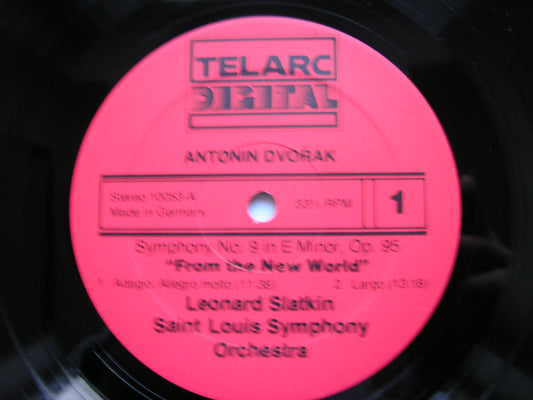 TELARC
DIGITAL
ANTONIN DVORAK
Stereo 10053-A
Made in Germany
33⅓ RPM
1
Symphony No. 9 in E Minor, Op. 95
"From the New World"
1. Adagio; Allegro molto (11:38) 2. Largo (13:18)
Leonard Slatkin
Saint Louis Symphony
Orchestra